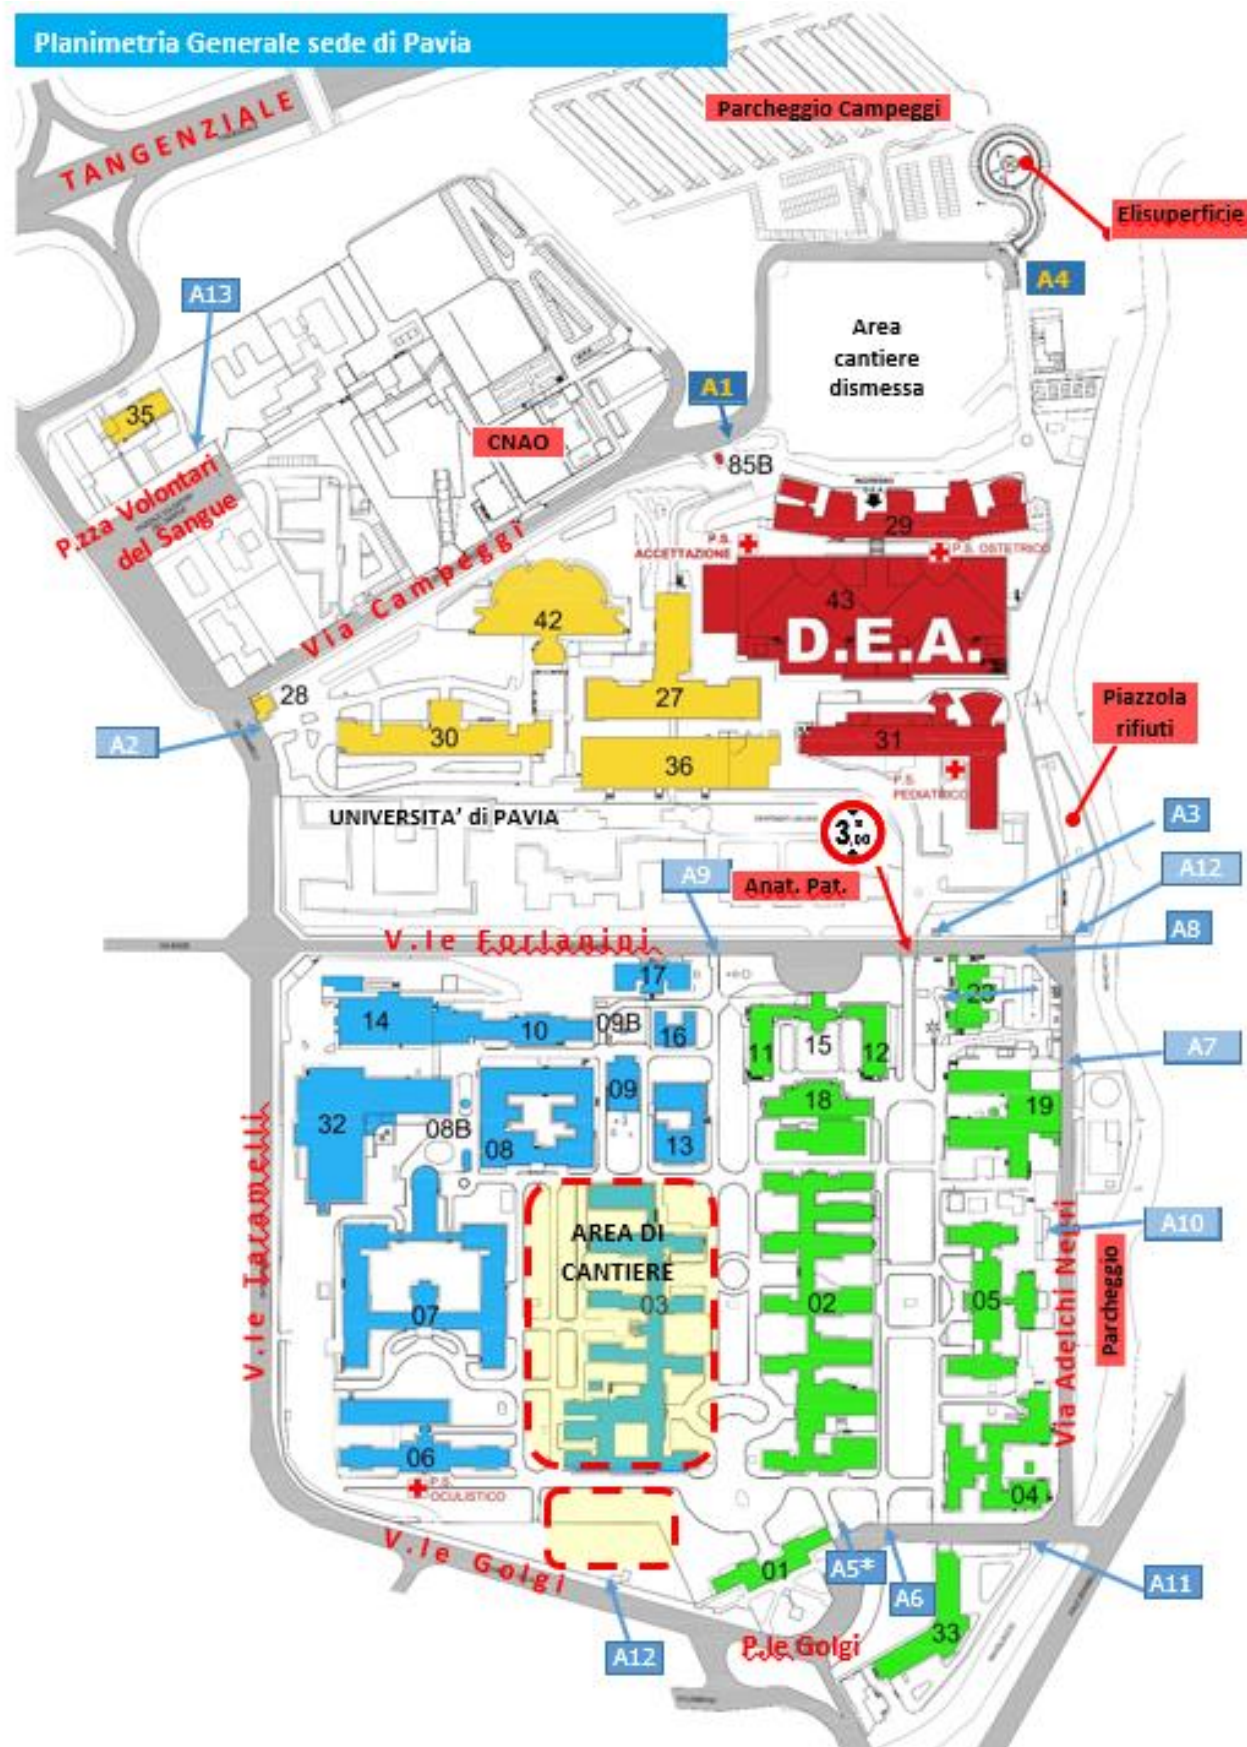 Planimetria Generale sede di Pavia
TANGENZIALE
Parcheggio Campeggi
Elisuperficie
A13
A4
Area
cantiere
dismessa
A1
35
CNAO
85B
P.zza Volontari
del Sangue
INGRESSO
D.E.A.
29
P.S.
ACCETTAZIONE
P.S. OSTETRICO
Via Campeggi
42
43
D.E.A.
28
27
Piazzola
rifiuti
A2
30
36
31
P.S.
PEDIATRICO
UNIVERSITA' di PAVIA
3,00
A3
A9
Anat. Pat.
A12
A8
V.le Forlanini
17
23
14
10
09B
16
11
15
12
A7
09
18
19
32
08B
08
13
V.le Taramelli
AREA DI
CANTIERE
A10
03
02
05
07
Parcheggio
Via Adelchi Negri
06
P.S.
OCULISTICO
04
V.le Golgi
01
A5*
A6
A11
33
P.le Golgi
A12